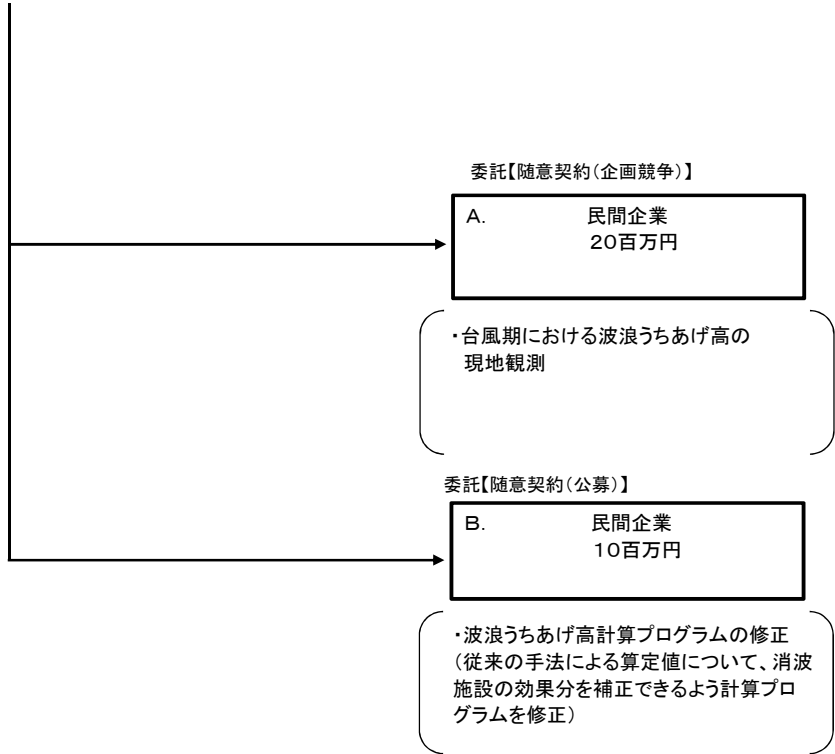 委託【随意契約(企画競争)】
A. 民間企業
20百万円
・台風期における波浪うちあげ高の
現地観測
委託【随意契約(公募)】
B. 民間企業
10百万円
・波浪うちあげ高計算プログラムの修正
(従来の手法による算定値について、消波
施設の効果分を補正できるよう計算プロ
グラムを修正)